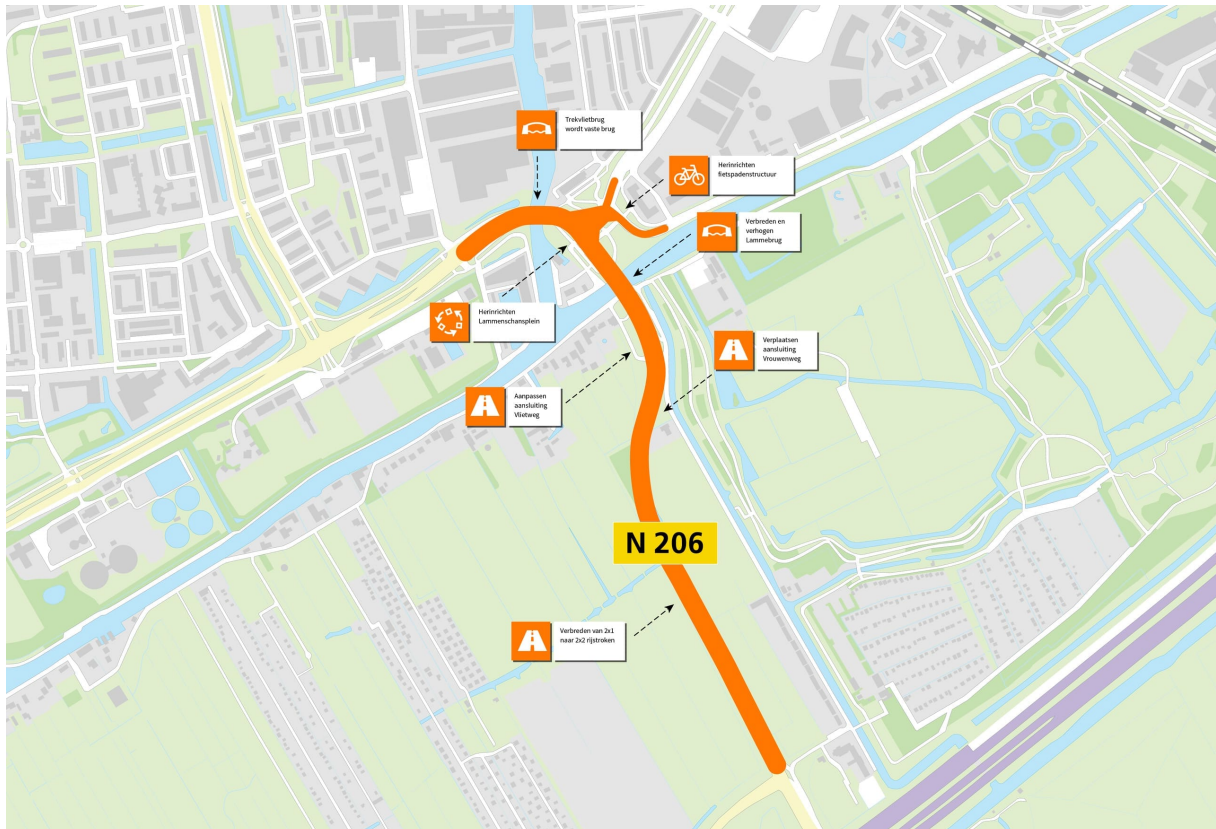 Trekvlietbrug
wordt vaste brug
Herinrichten
fietspadenstructuur
Verbreden en
verhogen
Lammebrug
Herinrichten
Lammenschansplein
Verplaatsen
aansluiting
Vrouwenweg
Aanpassen
aansluiting
Vlietweg
N 206
Verbreden van 2x1
naar 2x2 rijstroken